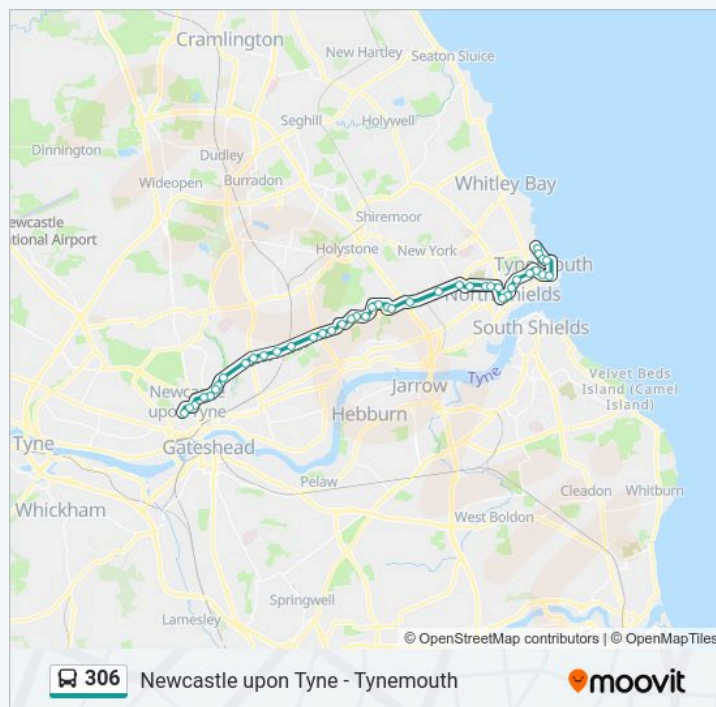 Cramlington
New Hartley
Seaton Sluice
Seghill
Holywell
Dinnington
Dudley
Wideopen
Burradon
Whitley Bay
Shiremoor
ewcastle
tional Airport
Holystone
New York
Tynemouth
North Shields
South Shields
Velvet Beds
Island (Camel
Island)
Jarrow
Tyne
Newcastle
upon Tyne
Hebburn
Tyne
Gateshead
Pelaw
Cleadon
Whitburn
Whickham
West Boldon
Springwell
Lamesley
© OpenStreetMap contributors | © OpenMapTiles
306
Newcastle upon Tyne - Tynemouth
moovit